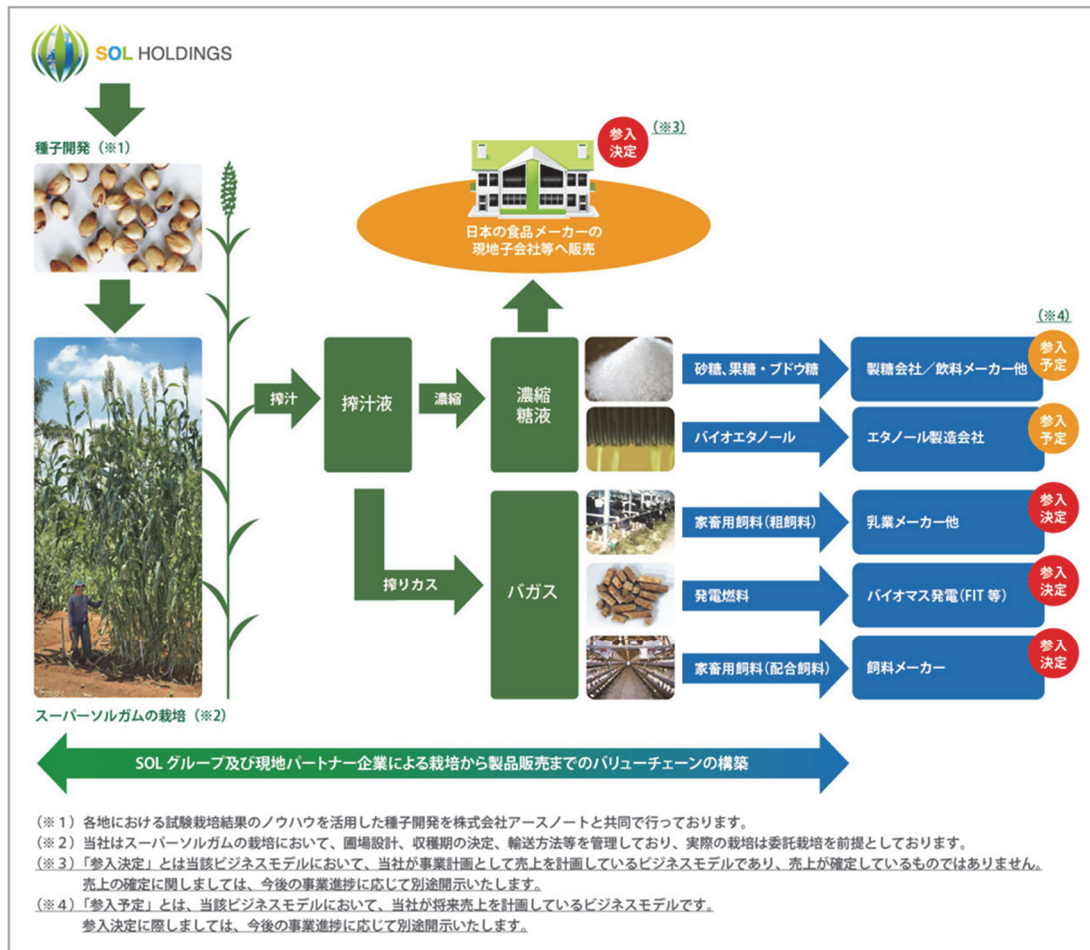 SOL HOLDINGS
種子開発（※1）
参入
決定
（※3）
日本の食品メーカーの
現地子会社等へ販売
（※4）
搾汁
搾汁液
濃縮
濃縮
糖液
砂糖、果糖・ブドウ糖
製糖会社／飲料メーカー他
参入
予定
バイオエタノール
エタノール製造会社
参入
予定
搾りカス
バガス
家畜用飼料（粗飼料）
乳業メーカー他
参入
決定
発電燃料
バイオマス発電（FIT 等）
参入
決定
家畜用飼料（配合飼料）
飼料メーカー
参入
決定
スーパーソルガムの栽培（※2）
SOL グループ及び現地パートナー企業による栽培から製品販売までのバリューチェーンの構築
（※１）各地における試験栽培結果のノウハウを活用した種子開発を株式会社アースノートと共同で行っております。
（※２）当社はスーパーソルガムの栽培において、圃場設計、収穫期の決定、輸送方法等を管理しており、実際の栽培は委託栽培を前提としております。
（※３）「参入決定」とは当該ビジネスモデルにおいて、当社が事業計画として売上を計画しているビジネスモデルであり、売上が確定しているものではありません。
売上の確定に関しましては、今後の事業進捗に応じて別途開示いたします。
（※４）「参入予定」とは、当該ビジネスモデルにおいて、当社が将来売上を計画しているビジネスモデルです。
参入決定に際しましては、今後の事業進捗に応じて別途開示いたします。